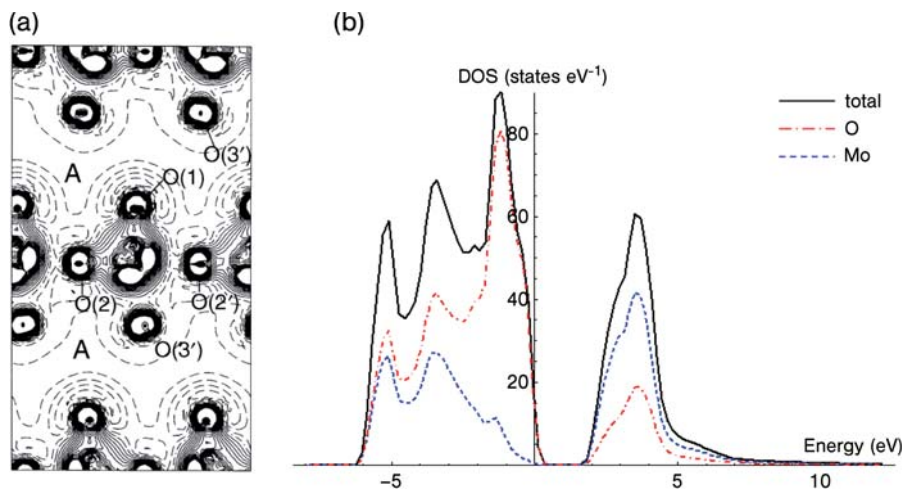 (a)
(b)
DOS (states eV⁻¹)
total
O
Mo
80
60
40
20
-5
0
5
10
Energy (eV)
O(3′)
A
O(1)
O(2)
O(2′)
A
O(3′)